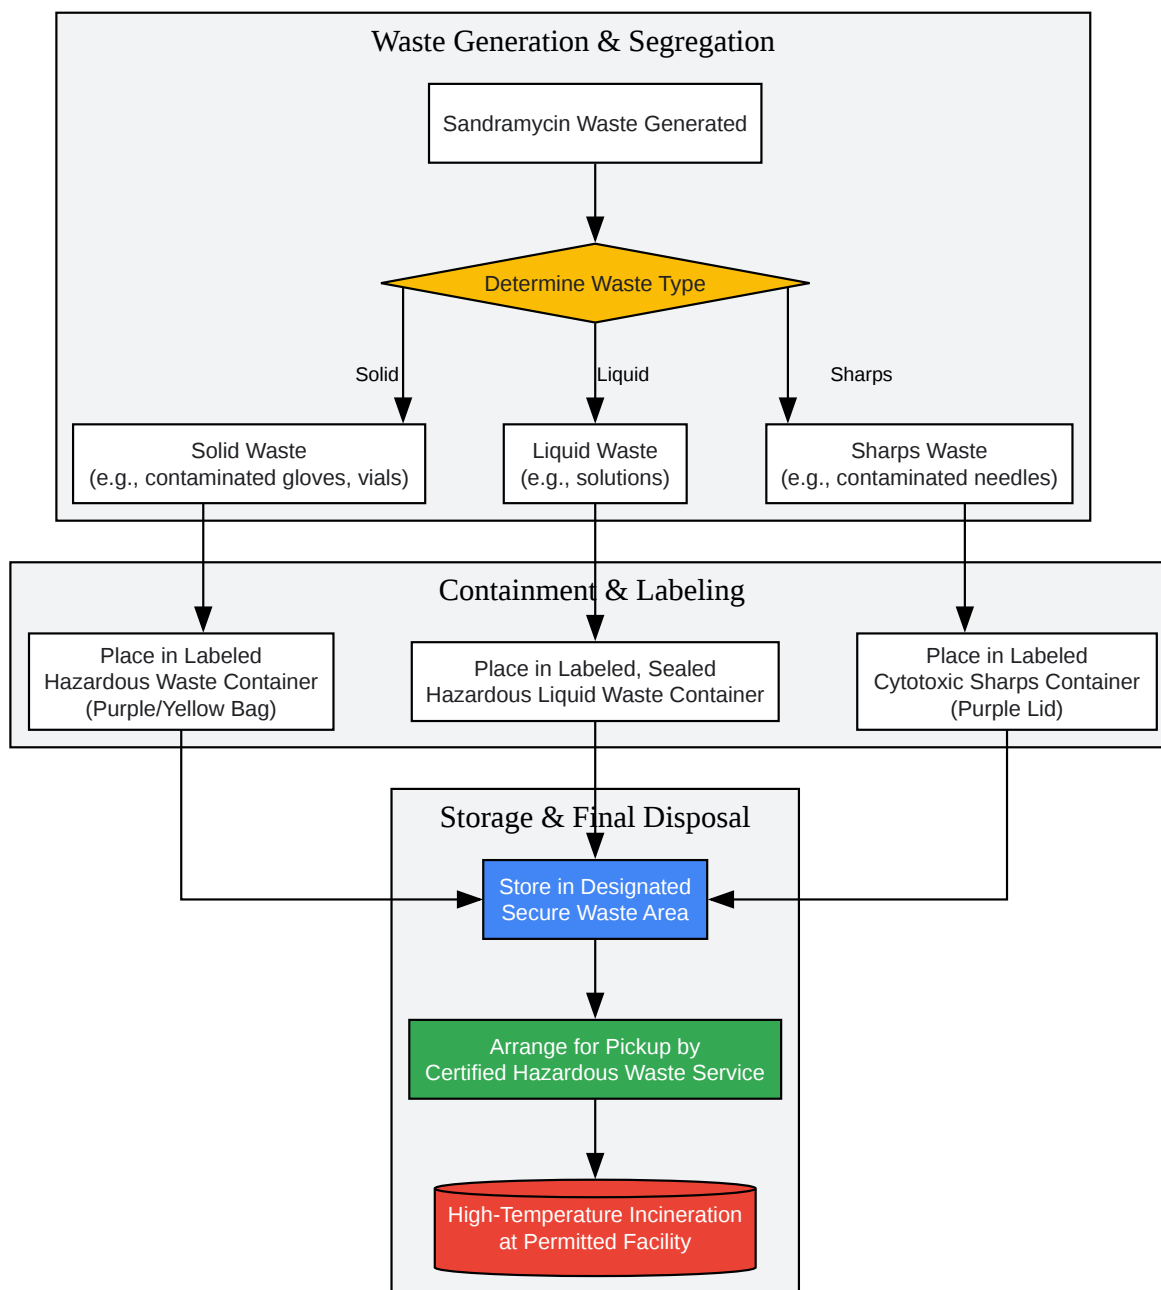 Waste Generation & Segregation
Sandramycin Waste Generated
Determine Waste Type
Solid
Liquid
Sharps
Solid Waste
(e.g., contaminated gloves, vials)
Liquid Waste
(e.g., solutions)
Sharps Waste
(e.g., contaminated needles)
Containment & Labeling
Place in Labeled
Hazardous Waste Container
(Purple/Yellow Bag)
Place in Labeled, Sealed
Hazardous Liquid Waste Container
Place in Labeled
Cytotoxic Sharps Container
(Purple Lid)
Storage & Final Disposal
Store in Designated
Secure Waste Area
Arrange for Pickup by
Certified Hazardous Waste Service
High-Temperature Incineration
at Permitted Facility